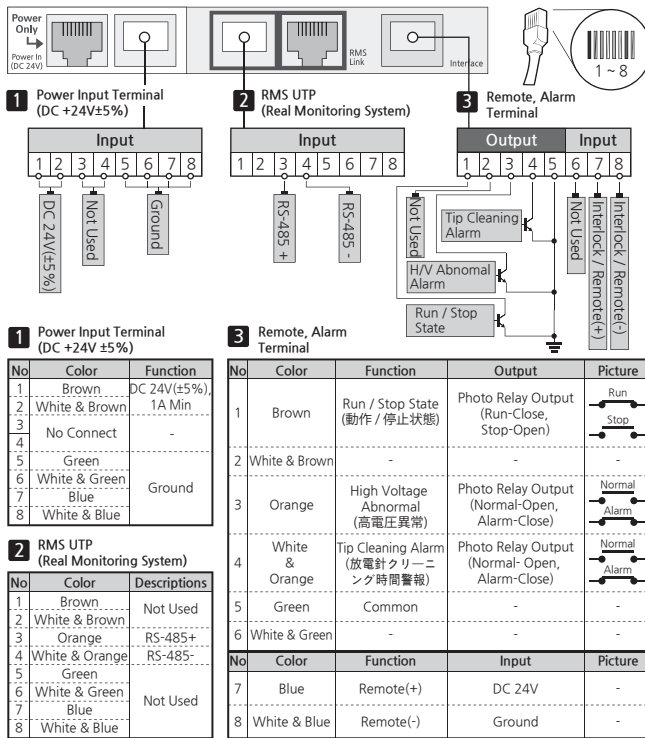 Power
Only
Power In
(DC 24V)
RMS
Link
Interface
1 ~ 8
1 Power Input Terminal
(DC +24V±5%)
Input
1 2 3 4 5 6 7 8
DC 24V(±5%)
Not Used
Ground
2 RMS UTP
(Real Monitoring System)
Input
1 2 3 4 5 6 7 8
RS-485 +
RS-485 -
3 Remote, Alarm
Terminal
Output Input
1 2 3 4 5 6 7 8
Not Used
Tip Cleaning
Alarm
H/V Abnomal
Alarm
Run / Stop
State
Not Used
Interlock / Remote(+)
Interlock / Remote(-)
1 Power Input Terminal
(DC +24V ±5%)
No Color Function
1 Brown DC 24V(±5%),
2 White & Brown 1A Min
3
No Connect -
4
5 Green
6 White & Green
Ground
7 Blue
8 White & Blue
2 RMS UTP
(Real Monitoring System)
No Color Descriptions
1 Brown
Not Used
2 White & Brown
3 Orange RS-485+
4 White & Orange RS-485-
5 Green
6 White & Green
Not Used
7 Blue
8 White & Blue
3 Remote, Alarm
Terminal
No Color Function Output Picture
1 Brown Run / Stop State
(動作 / 停止状態) Photo Relay Output
(Run-Close,
Stop-Open) Run
Stop
2 White & Brown - - -
3 Orange High Voltage
Abnormal
(高電圧異常) Photo Relay Output
(Normal-Open,
Alarm-Close) Normal
Alarm
4 White
&
Orange Tip Cleaning Alarm
(放電針クリーニ
ング時間警報) Photo Relay Output
(Normal- Open,
Alarm-Close) Normal
Alarm
5 Green Common - -
6 White & Green - - -
No Color Function Input Picture
7 Blue Remote(+) DC 24V -
8 White & Blue Remote(-) Ground -